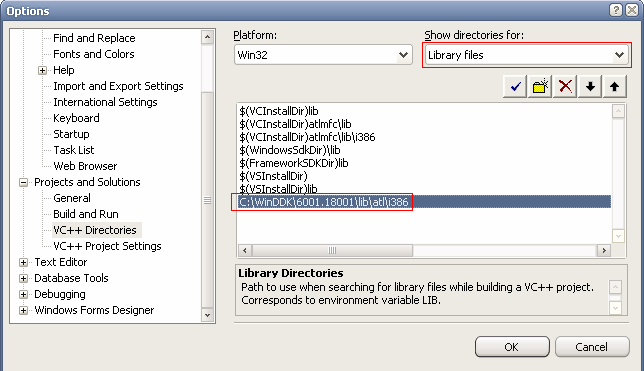 Options
Find and Replace
Fonts and Colors
Help
Import and Export Settings
International Settings
Keyboard
Startup
Task List
Web Browser
Projects and Solutions
General
Build and Run
VC++ Directories
VC++ Project Settings
Text Editor
Database Tools
Debugging
Windows Forms Designer
Platform:
Win32
Show directories for:
Library files
$(VCInstallDir)lib
$(VCInstallDir)atlmfc\lib
$(VCInstallDir)atlmfc\lib\i386
$(WindowsSdkDir)\lib
$(FrameworkSDKDir)lib
$(VSInstallDir)
$(VSInstallDir)lib
C:\WinDDK\6001.18001\lib\atl\i386
Library Directories
Path to use when searching for library files while building a VC++ project.
Corresponds to environment variable LIB.
OK
Cancel